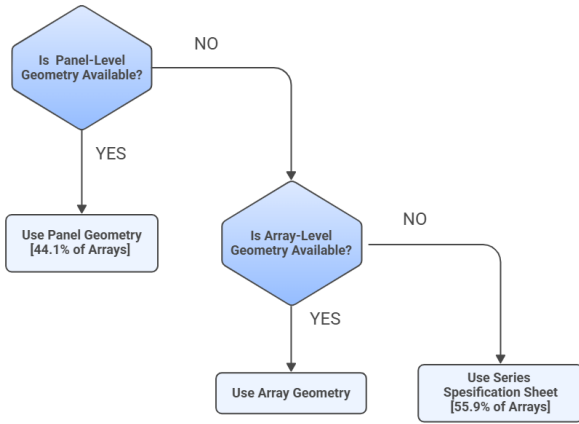 Is Panel-Level
Geometry Available?
NO
YES
Use Panel Geometry
[44.1% of Arrays]
Is Array-Level
Geometry Available?
NO
YES
Use Array Geometry
Use Series
Spesification Sheet
[55.9% of Arrays]